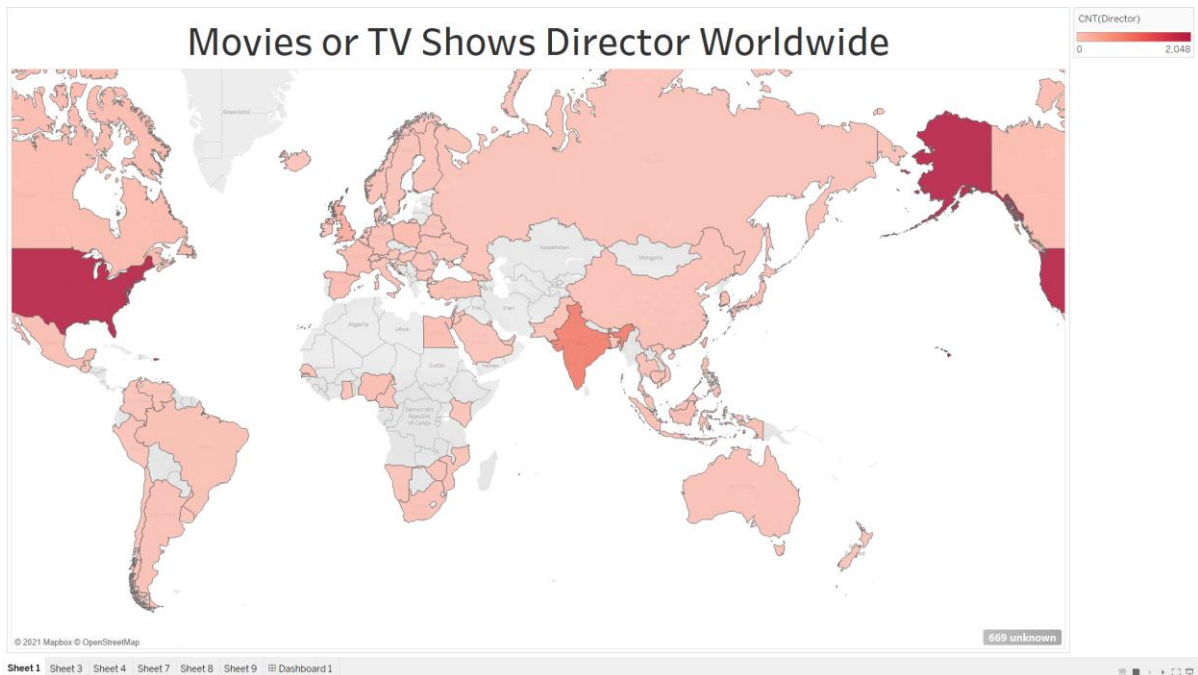 Movies or TV Shows Director Worldwide
CNT(Director)
0 2,048
Greenland
Kazakhstan
Mongolia
Iraq
Iran
Algeria
Libya
Sudan
Yemen
Democratic
Republic
of Congo
© 2021 Mapbox © OpenStreetMap
669 unknown
Sheet 1 Sheet 3 Sheet 4 Sheet 7 Sheet 8 Sheet 9 Dashboard 1